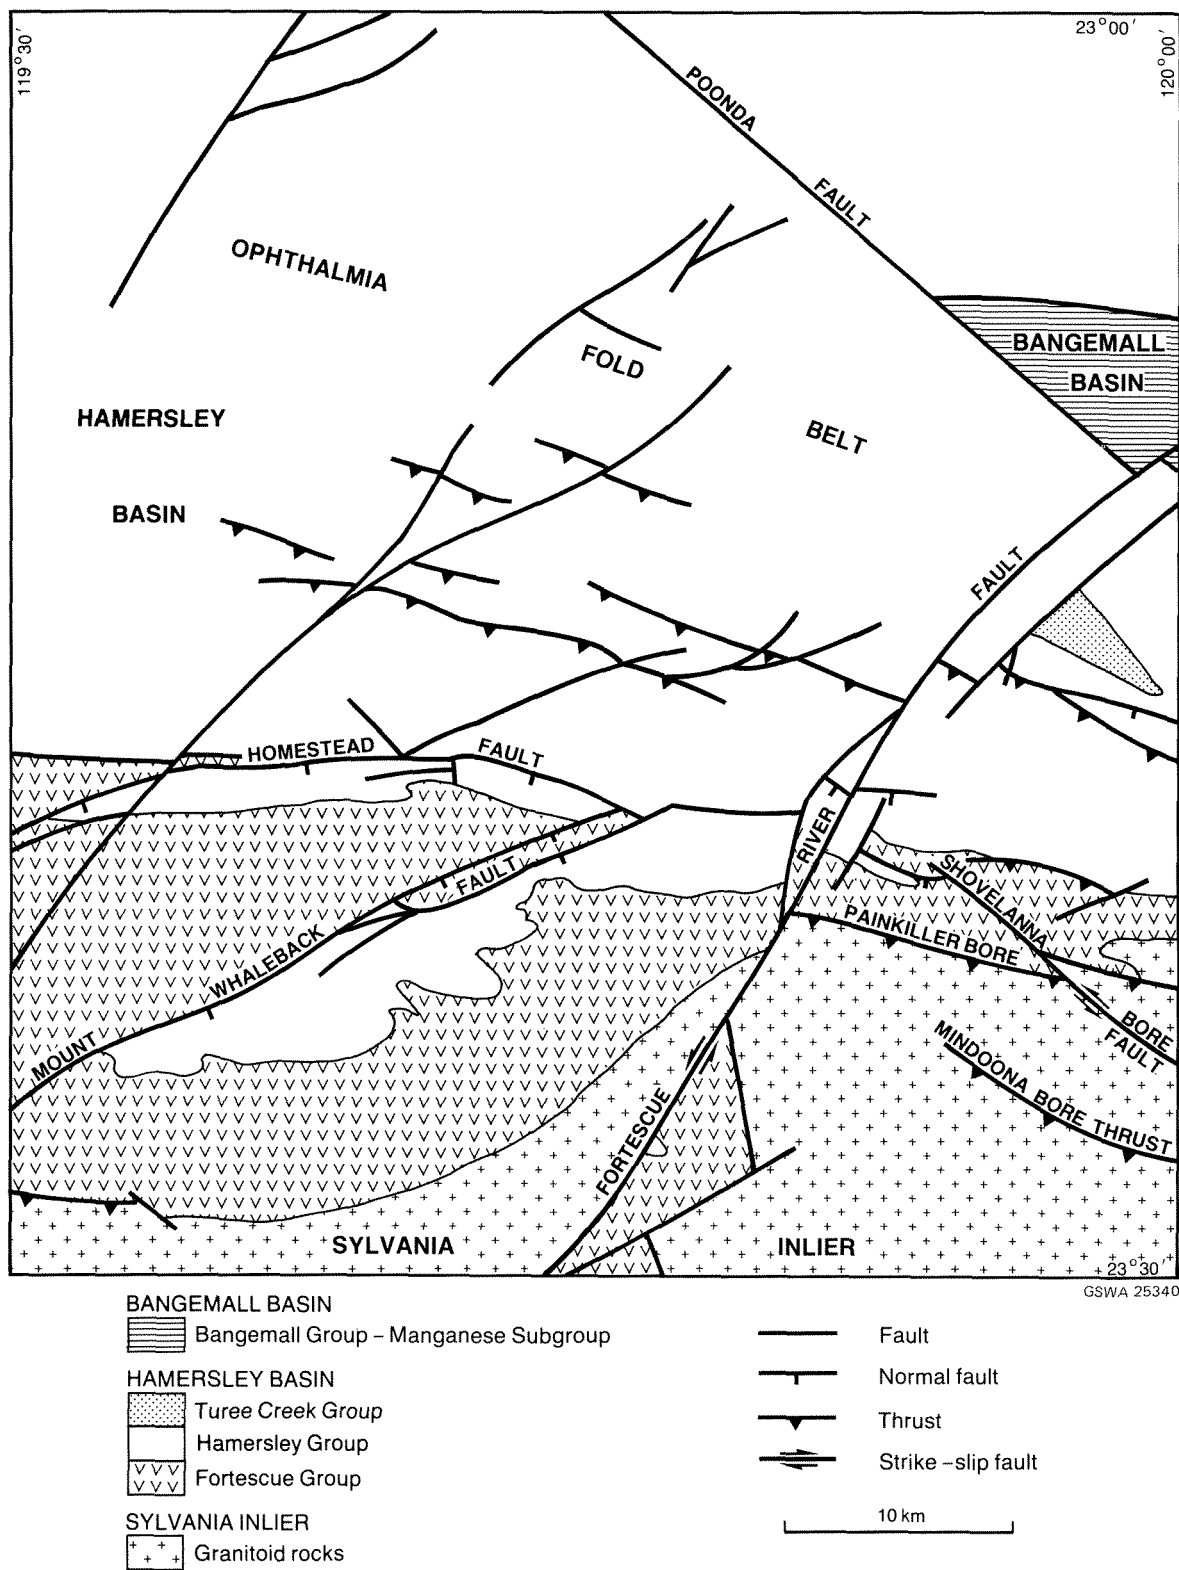 119°30′
23°00′
120°00′
POONDA
FAULT
OPHTHALMIA
BANGEMALL
BASIN
FOLD
HAMERSLEY
BELT
BASIN
FAULT
HOMESTEAD
FAULT
RIVER
FAULT
SHOVELANNA
PAINKILLER BORE
WHALEBACK
BORE
FAULT
MOUNT
MINDOONA BORE THRUST
FORTESCUE
SYLVANIA
INLIER
23°30′
GSWA 25340
BANGEMALL BASIN
Bangemall Group – Manganese Subgroup
HAMERSLEY BASIN
Turee Creek Group
Hamersley Group
Fortescue Group
SYLVANIA INLIER
Granitoid rocks
Fault
Normal fault
Thrust
Strike –slip fault
10 km